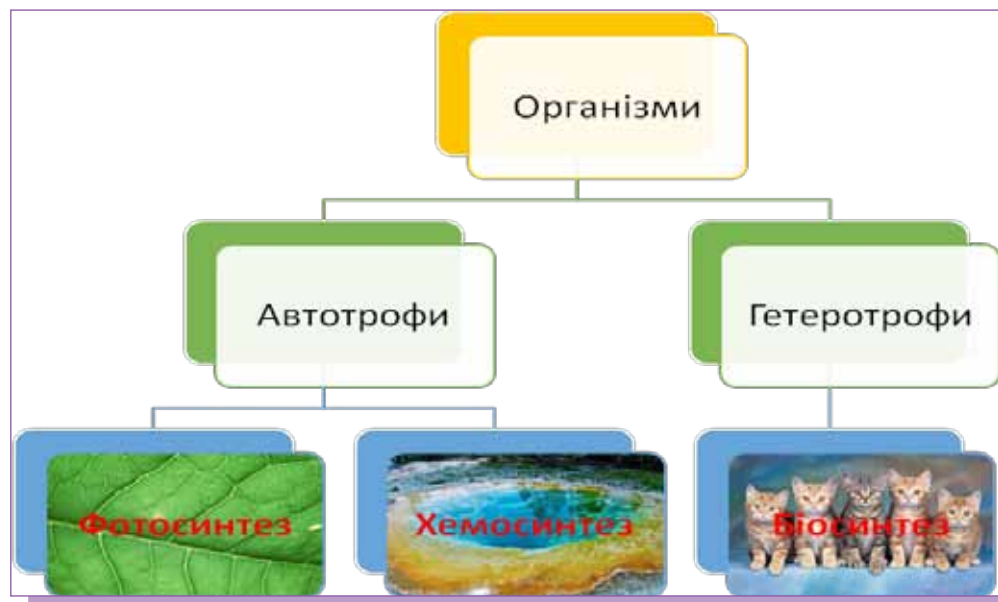 Організми
Автотрофи
Гетеротрофи
Фотосинтез
Хемосинтез
Біосинтез